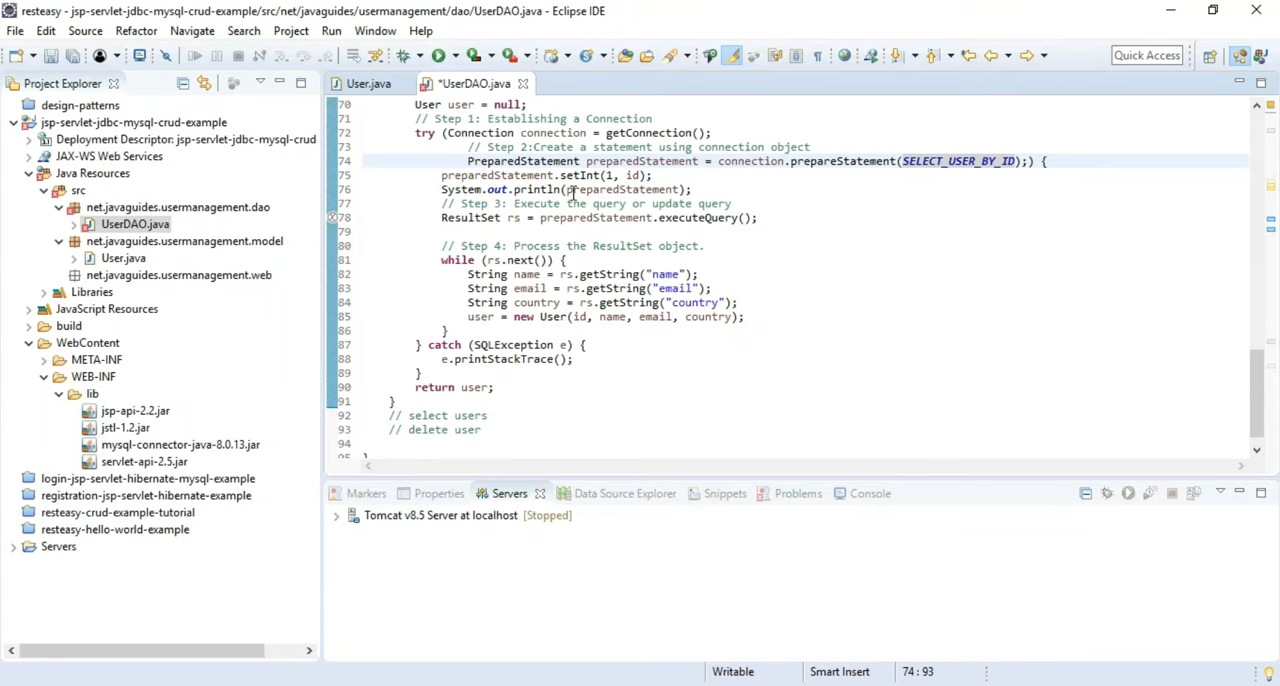 resteasy - jsp-servlet-jdbc-mysql-crud-example/src/net/javaguides/usermanagement/dao/UserDAO.java - Eclipse IDE
File Edit Source Refactor Navigate Search Project Run Window Help
Quick Access
Project Explorer
design-patterns
jsp-servlet-jdbc-mysql-crud-example
Deployment Descriptor: jsp-servlet-jdbc-mysql-crud
JAX-WS Web Services
Java Resources
src
net.javaguides.usermanagement.dao
UserDAO.java
net.javaguides.usermanagement.model
User.java
net.javaguides.usermanagement.web
Libraries
JavaScript Resources
build
WebContent
META-INF
WEB-INF
lib
jsp-api-2.2.jar
jstl-1.2.jar
mysql-connector-java-8.0.13.jar
servlet-api-2.5.jar
login-jsp-servlet-hibernate-mysql-example
registration-jsp-servlet-hibernate-example
resteasy-crud-example-tutorial
resteasy-hello-world-example
Servers
User.java *UserDAO.java
70 User user = null;
71 // Step 1: Establishing a Connection
72 try (Connection connection = getConnection();
73 // Step 2:Create a statement using connection object
74 PreparedStatement preparedStatement = connection.prepareStatement(SELECT_USER_BY_ID);) {
75 preparedStatement.setInt(1, id);
76 System.out.println(preparedStatement);
77 // Step 3: Execute the query or update query
78 ResultSet rs = preparedStatement.executeQuery();
79
80 // Step 4: Process the ResultSet object.
81 while (rs.next()) {
82 String name = rs.getString("name");
83 String email = rs.getString("email");
84 String country = rs.getString("country");
85 user = new User(id, name, email, country);
86 }
87 } catch (SQLException e) {
88 e.printStackTrace();
89 }
90 return user;
91 }
92 // select users
93 // delete user
94
95 }
Markers Properties Servers Data Source Explorer Snippets Problems Console
Tomcat v8.5 Server at localhost [Stopped]
Writable Smart Insert 74 : 93